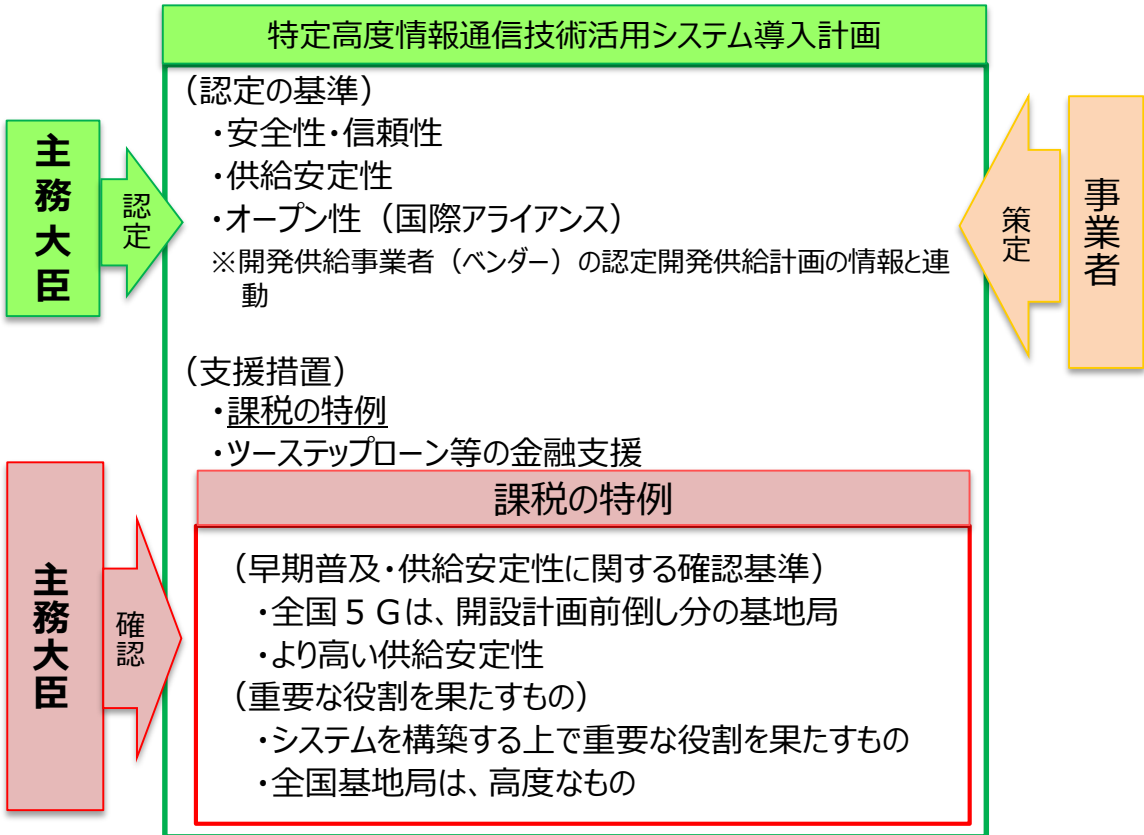 特定高度情報通信技術活用システム導入計画
（認定の基準）
・安全性・信頼性
・供給安定性
・オープン性（国際アライアンス）
※開発供給事業者（ベンダー）の認定開発供給計画の情報と連
動
（支援措置）
・課税の特例
・ツーステップローン等の金融支援
主務大臣
認定
策定
事業者
課税の特例
（早期普及・供給安定性に関する確認基準）
・全国５Ｇは、開設計画前倒し分の基地局
・より高い供給安定性
（重要な役割を果たすもの）
・システムを構築する上で重要な役割を果たすもの
・全国基地局は、高度なもの
主務大臣
確認